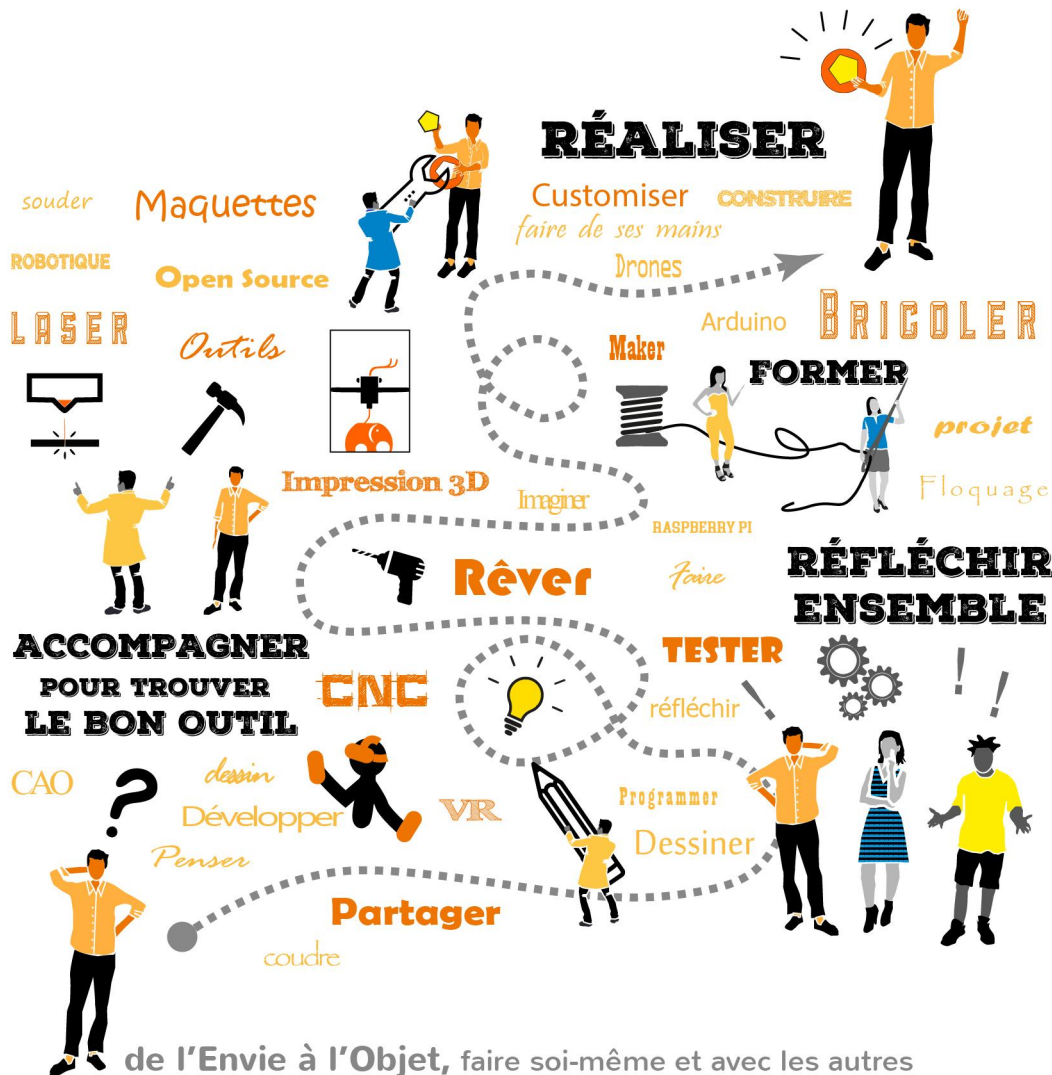 RÉALISER
souder
Maquettes
Customiser
CONSTRUIRE
faire de ses mains
ROBOTIQUE
Open Source
Drones
LASER
Outils
Arduino
BRICOLER
Maker
FORMER
projet
Impression 3D
Imaginer
Floquage
RASPBERRY PI
Rêver
Faire
RÉFLÉCHIR
ENSEMBLE
ACCOMPAGNER
POUR TROUVER
LE BON OUTIL
TESTER
CNC
réfléchir
CAO
dessin
Développer
VR
Programmer
Dessiner
Penser
Partager
coudre
de l'Envie à l'Objet, faire soi-même et avec les autres